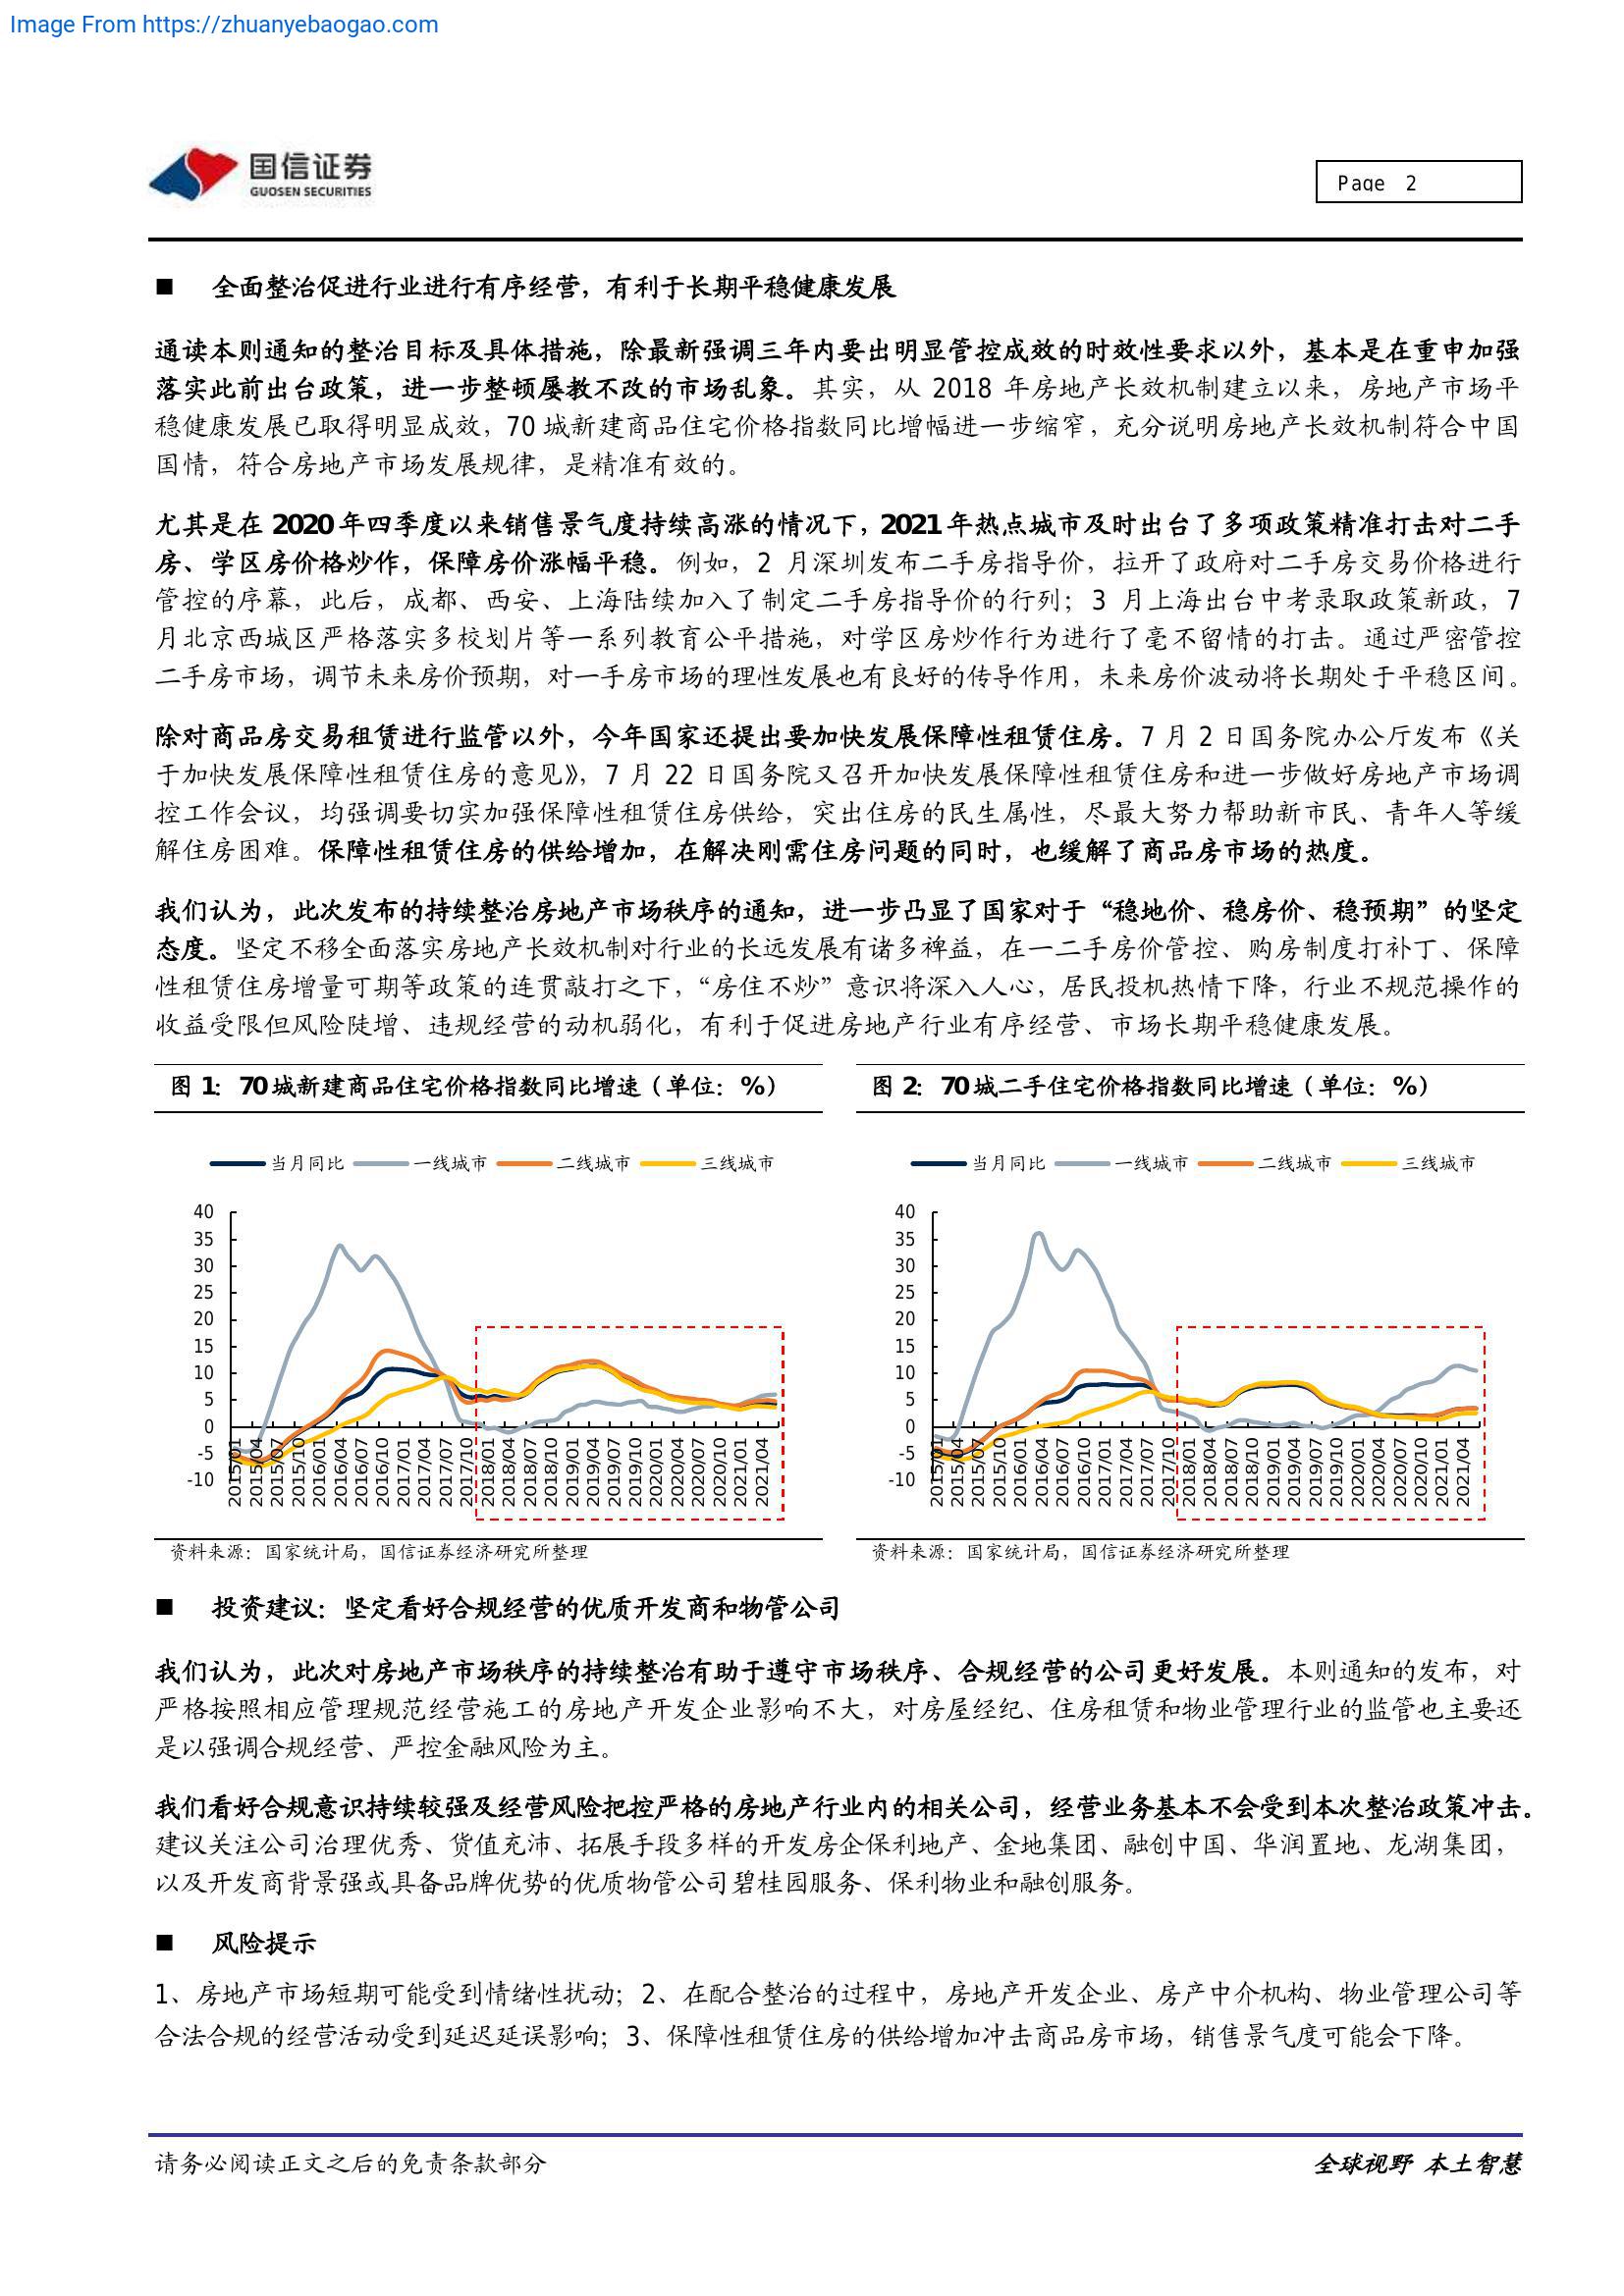 Image From https://zhuanyebaogao.com
国信证券
GUOSEN SECURITIES
Page 2
■ 全面整治促进行业进行有序经营，有利于长期平稳健康发展
通读本则通知的整治目标及具体措施，除最新强调三年内要出明显管控成效的时效性要求以外，基本是在重申加强
落实此前出台政策，进一步整顿屡教不改的市场乱象。其实，从 2018 年房地产长效机制建立以来，房地产市场平
稳健康发展已取得明显成效，70 城新建商品住宅价格指数同比增幅进一步缩窄，充分说明房地产长效机制符合中国
国情，符合房地产市场发展规律，是精准有效的。
尤其是在 2020 年四季度以来销售景气度持续高涨的情况下，2021 年热点城市及时出台了多项政策精准打击对二手
房、学区房价格炒作，保障房价涨幅平稳。例如，2 月深圳发布二手房指导价，拉开了政府对二手房交易价格进行
管控的序幕，此后，成都、西安、上海陆续加入了制定二手房指导价的行列；3 月上海出台中考录取政策新政，7
月北京西城区严格落实多校划片等一系列教育公平措施，对学区房炒作行为进行了毫不留情的打击。通过严密管控
二手房市场，调节未来房价预期，对一手房市场的理性发展也有良好的传导作用，未来房价波动将长期处于平稳区间。
除对商品房交易租赁进行监管以外，今年国家还提出要加快发展保障性租赁住房。7 月 2 日国务院办公厅发布《关
于加快发展保障性租赁住房的意见》，7 月 22 日国务院又召开加快发展保障性租赁住房和进一步做好房地产市场调
控工作会议，均强调要切实加强保障性租赁住房供给，突出住房的民生属性，尽最大努力帮助新市民、青年人等缓
解住房困难。保障性租赁住房的供给增加，在解决刚需住房问题的同时，也缓解了商品房市场的热度。
我们认为，此次发布的持续整治房地产市场秩序的通知，进一步凸显了国家对于“稳地价、稳房价、稳预期”的坚定
态度。坚定不移全面落实房地产长效机制对行业的长远发展有诸多裨益，在一二手房价管控、购房制度打补丁、保障
性租赁住房增量可期等政策的连贯敲打之下，“房住不炒”意识将深入人心，居民投机热情下降，行业不规范操作的
收益受限但风险陡增、违规经营的动机弱化，有利于促进房地产行业有序经营、市场长期平稳健康发展。
图 1：70 城新建商品住宅价格指数同比增速（单位：%）
当月同比 一线城市 二线城市 三线城市
40
35
30
25
20
15
10
5
0
-5
-10
2015/01 2015/04 2015/07 2015/10 2016/01 2016/04 2016/07 2016/10 2017/01 2017/04 2017/07 2017/10 2018/01 2018/04 2018/07 2018/10 2019/01 2019/04 2019/07 2019/10 2020/01 2020/04 2020/07 2020/10 2021/01 2021/04
资料来源：国家统计局，国信证券经济研究所整理
图 2：70 城二手住宅价格指数同比增速（单位：%）
当月同比 一线城市 二线城市 三线城市
40
35
30
25
20
15
10
5
0
-5
-10
2015/01 2015/04 2015/07 2015/10 2016/01 2016/04 2016/07 2016/10 2017/01 2017/04 2017/07 2017/10 2018/01 2018/04 2018/07 2018/10 2019/01 2019/04 2019/07 2019/10 2020/01 2020/04 2020/07 2020/10 2021/01 2021/04
资料来源：国家统计局，国信证券经济研究所整理
■ 投资建议：坚定看好合规经营的优质开发商和物管公司
我们认为，此次对房地产市场秩序的持续整治有助于遵守市场秩序、合规经营的公司更好发展。本则通知的发布，对
严格按照相应管理规范经营施工的房地产开发企业影响不大，对房屋经纪、住房租赁和物业管理行业的监管也主要还
是以强调合规经营、严控金融风险为主。
我们看好合规意识持续较强及经营风险把控严格的房地产行业内的相关公司，经营业务基本不会受到本次整治政策冲击。
建议关注公司治理优秀、货值充沛、拓展手段多样的开发房企保利地产、金地集团、融创中国、华润置地、龙湖集团，
以及开发商背景强或具备品牌优势的优质物管公司碧桂园服务、保利物业和融创服务。
■ 风险提示
1、房地产市场短期可能受到情绪性扰动；2、在配合整治的过程中，房地产开发企业、房产中介机构、物业管理公司等
合法合规的经营活动受到延迟延误影响；3、保障性租赁住房的供给增加冲击商品房市场，销售景气度可能会下降。
请务必阅读正文之后的免责条款部分
全球视野 本土智慧